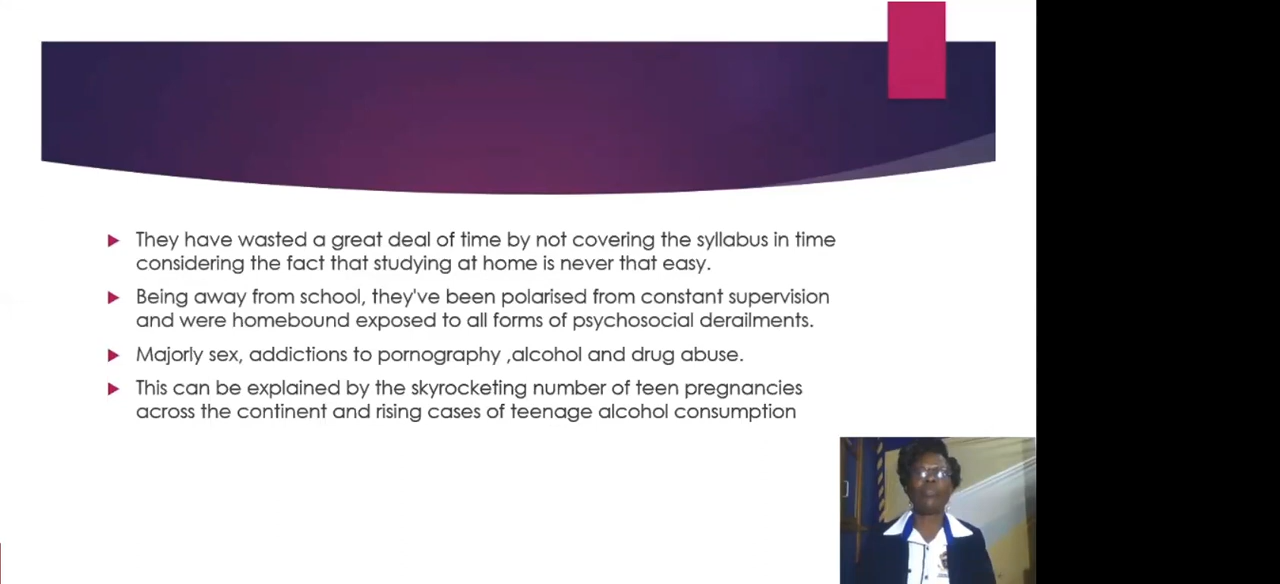 They have wasted a great deal of time by not covering the syllabus in time
considering the fact that studying at home is never that easy.
Being away from school, they've been polarised from constant supervision
and were homebound exposed to all forms of psychosocial derailments.
Majorly sex, addictions to pornography ,alcohol and drug abuse.
This can be explained by the skyrocketing number of teen pregnancies
across the continent and rising cases of teenage alcohol consumption